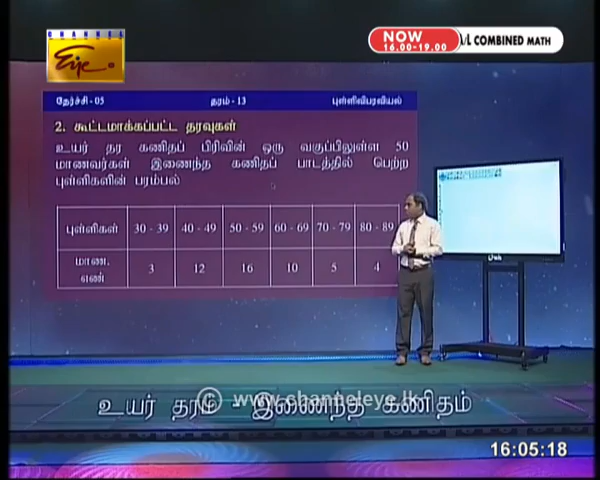 CHANNEL
Eye
NOW
16.00-19.00
A/L COMBINED MATH
தேர்ச்சி - 05 தரம் - 13 புள்ளிவிபரவியல்
2. கூட்டமாக்கப்பட்ட தரவுகள்
உயர் தர கணிதப் பிரிவின் ஒரு வகுப்பிலுள்ள 50
மாணவர்கள் இணைந்த கணிதப் பாடத்தில் பெற்ற
புள்ளிகளின் பரம்பல்
புள்ளிகள் 30 - 39 40 - 49 50 - 59 60 - 69 70 - 79 80 - 89
மாண. எண் 3 12 16 10 5 4
© www.channeleye.lk
உயர் தரம் - இணைந்த கணிதம்
16:05:18